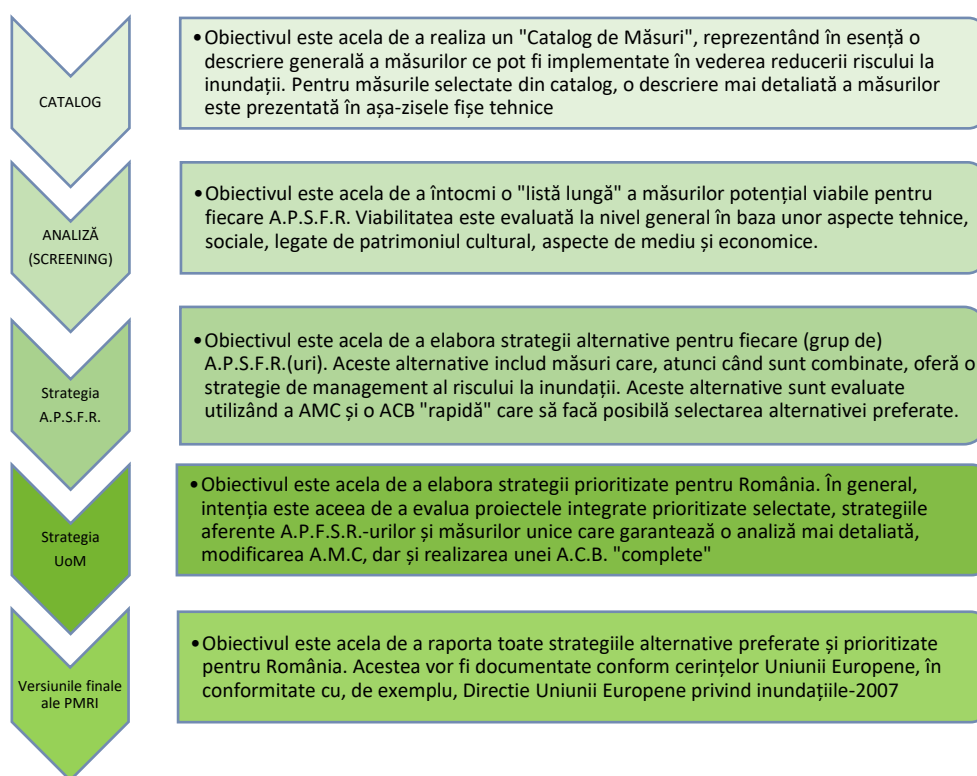 CATALOG
•Obiectivul este acela de a realiza un "Catalog de Măsuri", reprezentând în esență o
descriere generală a măsurilor ce pot fi implementate în vederea reducerii riscului la
inundații. Pentru măsurile selectate din catalog, o descriere mai detaliată a măsurilor
este prezentată în așa-zisele fișe tehnice
ANALIZĂ
(SCREENING)
•Obiectivul este acela de a întocmi o "listă lungă" a măsurilor potențial viabile pentru
fiecare A.P.S.F.R. Viabilitatea este evaluată la nivel general în baza unor aspecte tehnice,
sociale, legate de patrimoniul cultural, aspecte de mediu și economice.
Strategia
A.P.S.F.R.
•Obiectivul este acela de a elabora strategii alternative pentru fiecare (grup de)
A.P.S.F.R.(uri). Aceste alternative includ măsuri care, atunci când sunt combinate, oferă o
strategie de management al riscului la inundații. Aceste alternative sunt evaluate
utilizând a AMC și o ACB "rapidă" care să facă posibilă selectarea alternativei preferate.
Strategia
UoM
•Obiectivul este acela de a elabora strategii prioritizate pentru România. În general,
intenția este aceea de a evalua proiectele integrate prioritizate selectate, strategiile
aferente A.P.F.S.R.-urilor și măsurilor unice care garantează o analiză mai detaliată,
modificarea A.M.C, dar și realizarea unei A.C.B. "complete"
Versiunile finale
ale PMRI
•Obiectivul este acela de a raporta toate strategiile alternative preferate și prioritizate
pentru România. Acestea vor fi documentate conform cerințelor Uniunii Europene, în
conformitate cu, de exemplu, Directie Uniunii Europene privind inundațiile-2007